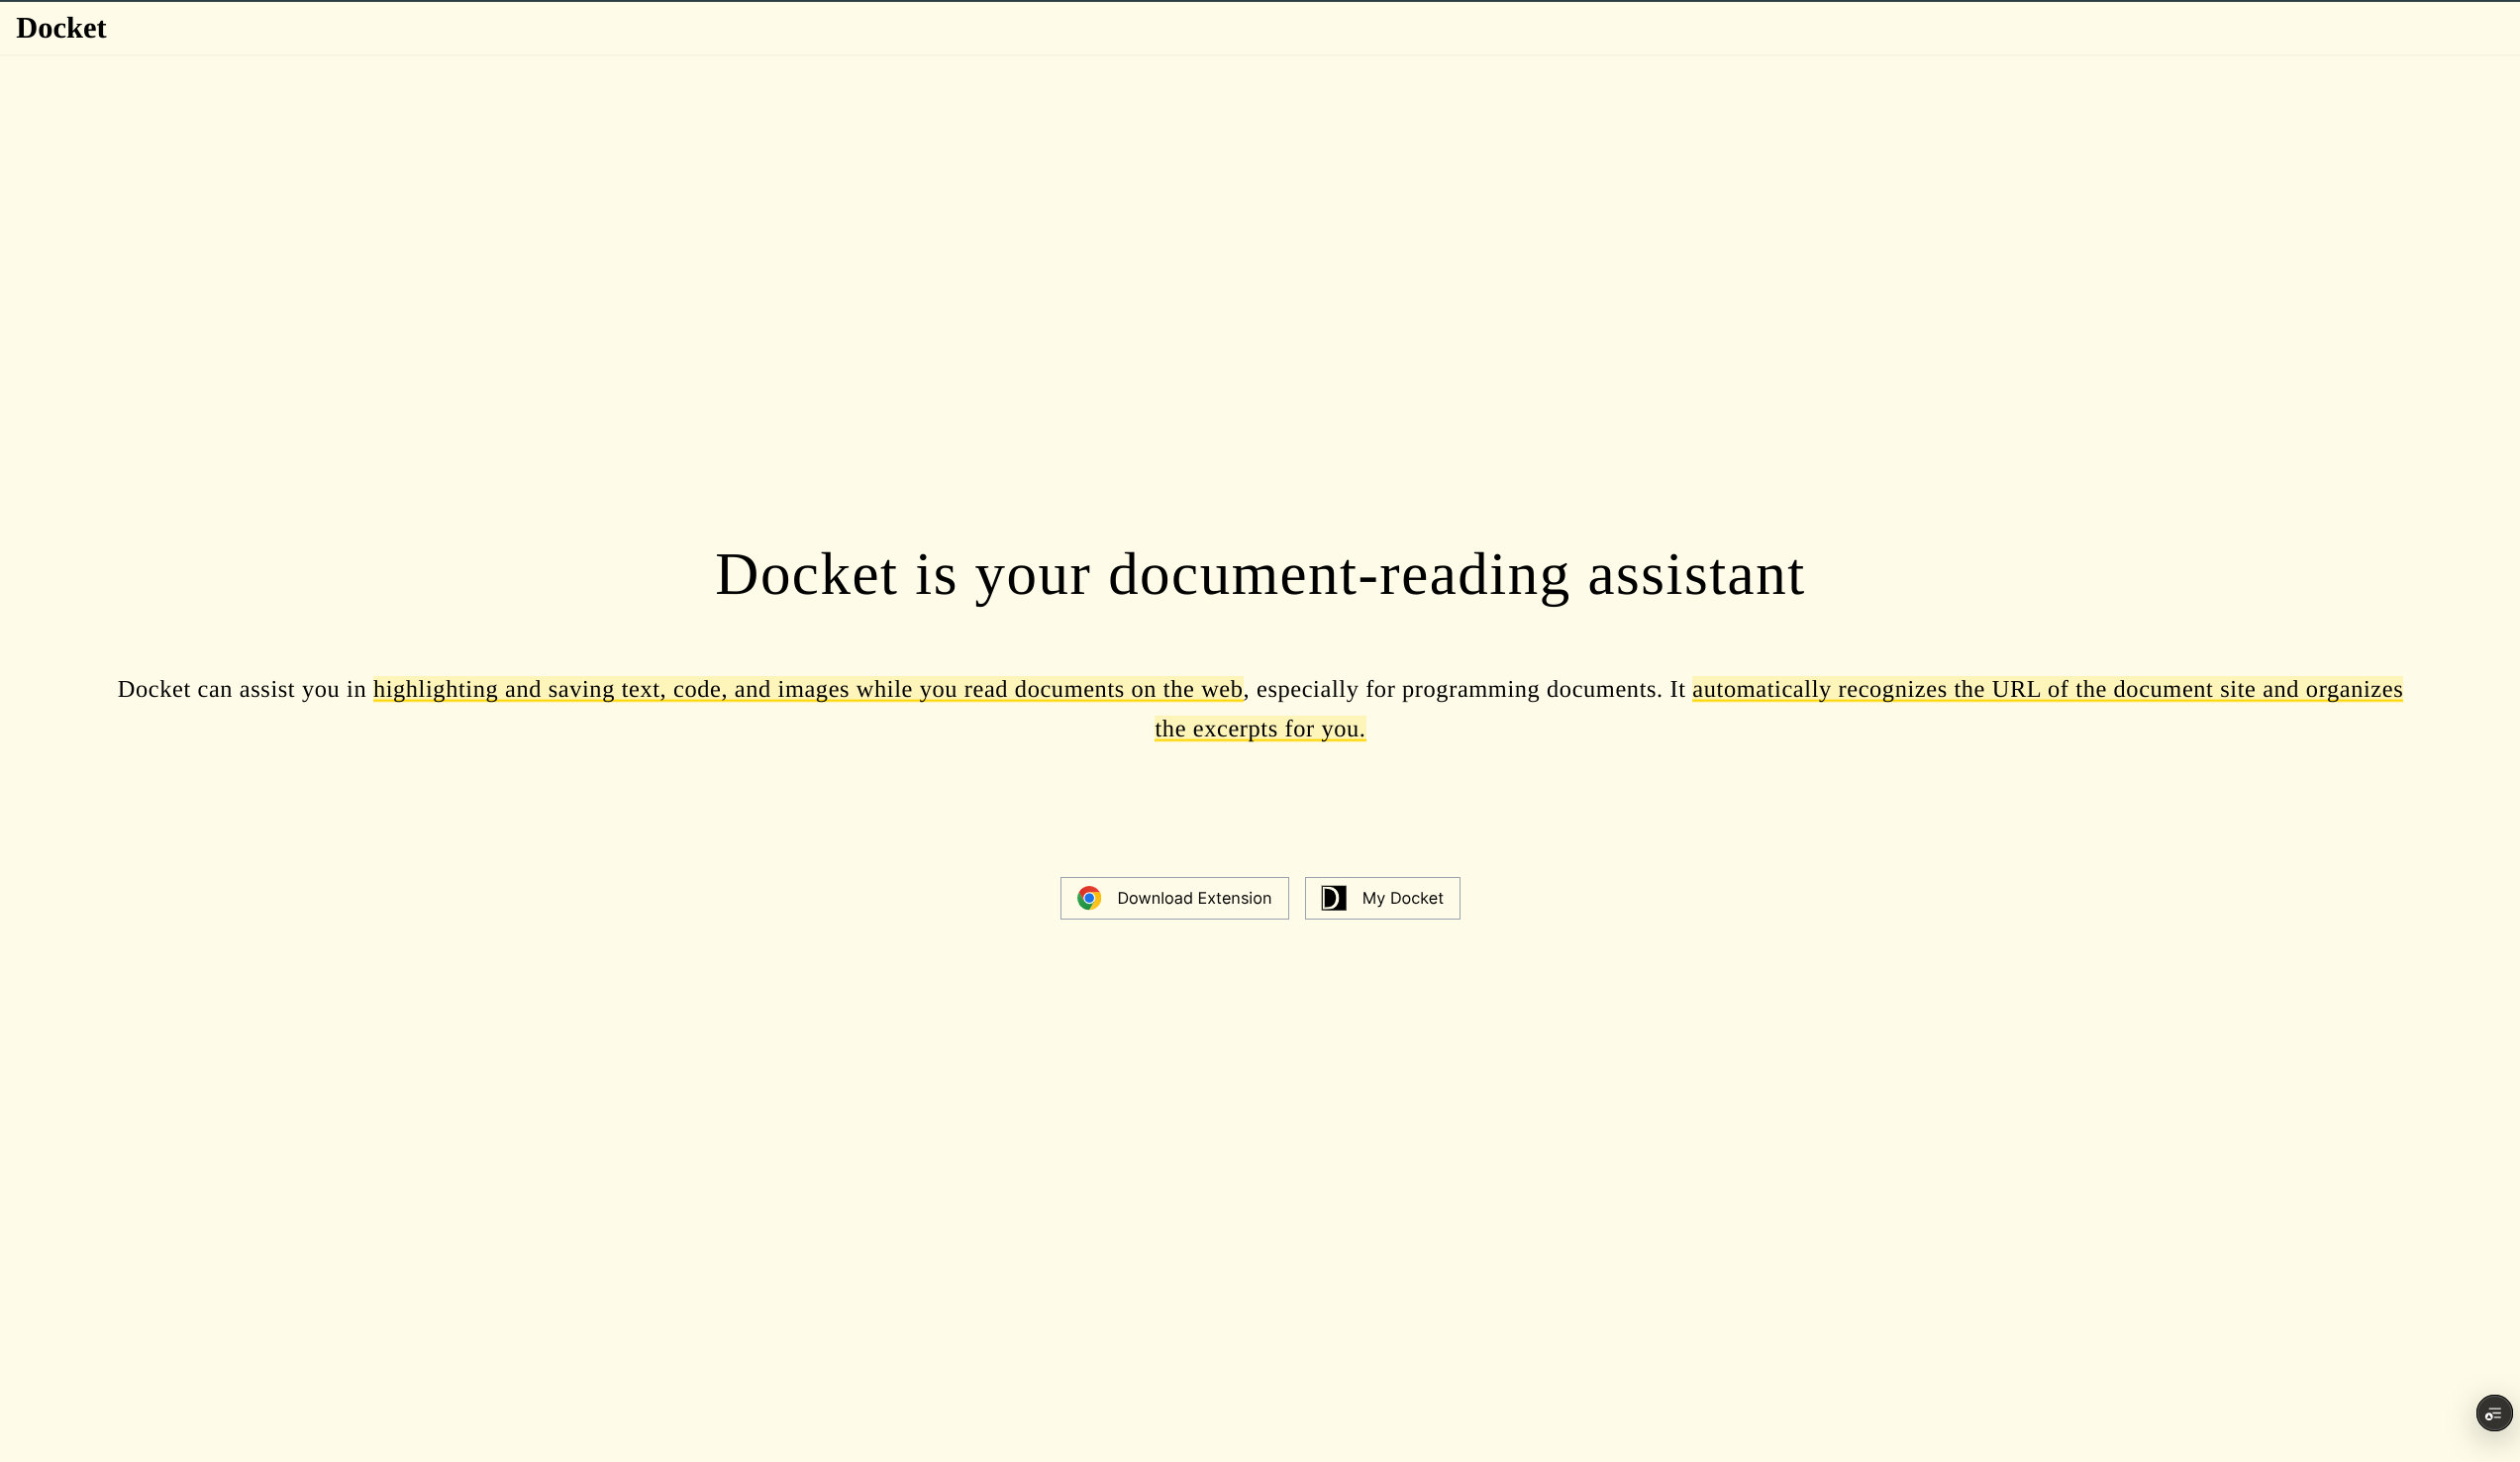 Docket
Docket is your document-reading assistant
Docket can assist you in highlighting and saving text, code, and images while you read documents on the web, especially for programming documents. It automatically recognizes the URL of the document site and organizes
the excerpts for you.
Download Extension
D My Docket